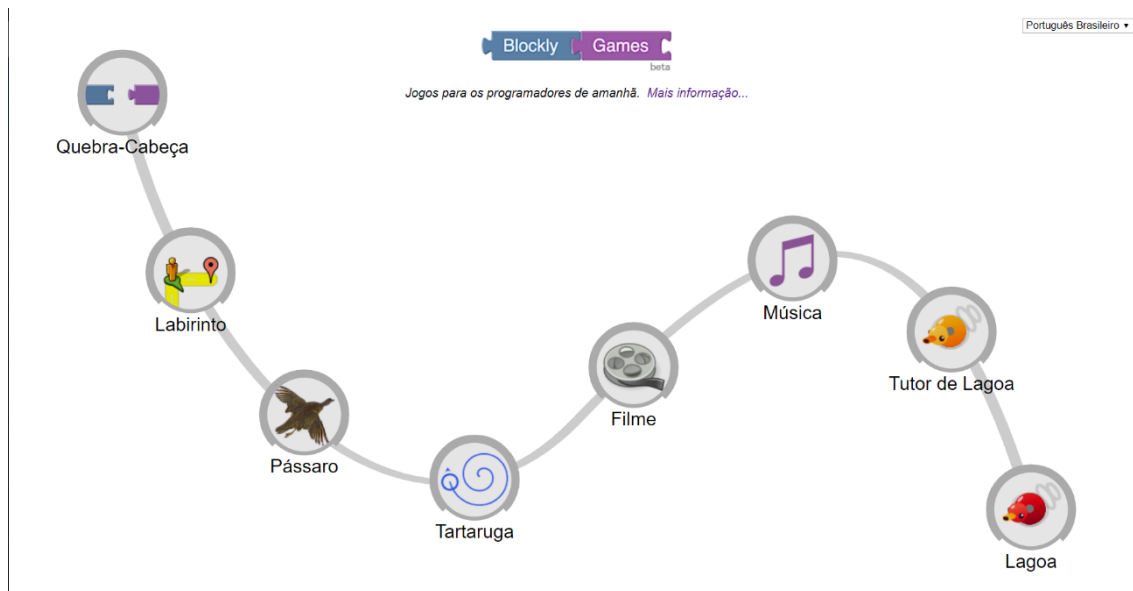 Português Brasileiro
Blockly Games
beta
Jogos para os programadores de amanhã. Mais informação...
Quebra-Cabeça
Labirinto
Pássaro
Tartaruga
Filme
Música
Tutor de Lagoa
Lagoa